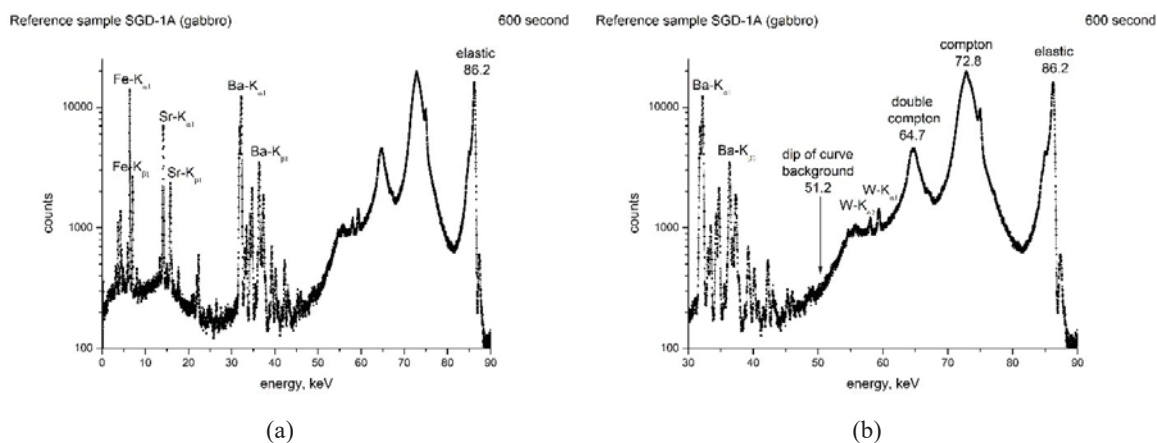 Reference sample SGD-1A (gabbro) 600 second
elastic
86.2
Fe-Kα1
Ba-Kα1
Sr-Kα1
Fe-Kβ1
Sr-Kβ1
Ba-Kβ1
10000
1000
100
counts
0 10 20 30 40 50 60 70 80 90
energy, keV
(a)
Reference sample SGD-1A (gabbro) 600 second
compton
72.8
elastic
86.2
Ba-Kα1
double
compton
64.7
Ba-Kβ1
dip of curve
background
51.2
W-Kα1
W-Kα2
10000
1000
100
counts
30 40 50 60 70 80 90
energy, keV
(b)